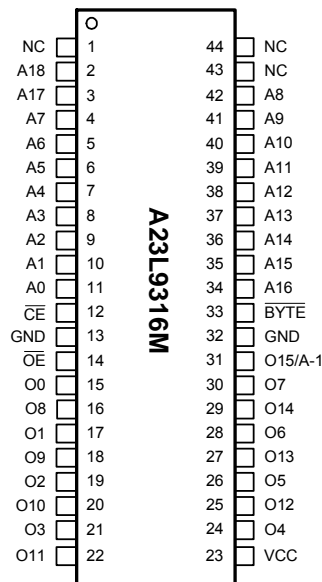 NC 1 44 NC
A18 2 43 NC
A17 3 42 A8
A7 4 41 A9
A6 5 40 A10
A5 6 39 A11
A4 7 38 A12
A3 8 37 A13
A2 9 36 A14
A1 10 35 A15
A0 11 34 A16
C̅E̅ 12 33 B̅Y̅T̅E̅
GND 13 32 GND
O̅E̅ 14 31 O15/A-1
O0 15 30 O7
O8 16 29 O14
O1 17 28 O6
O9 18 27 O13
O2 19 26 O5
O10 20 25 O12
O3 21 24 O4
O11 22 23 VCC
A23L9316M